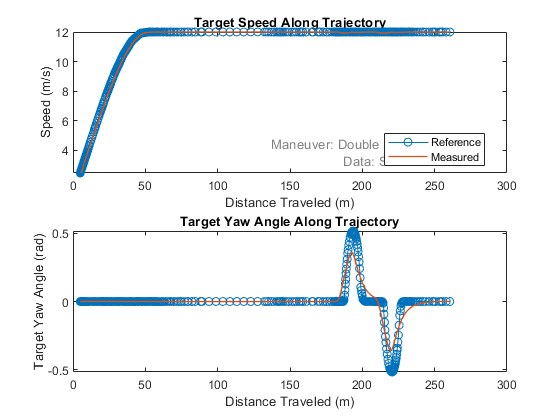 Target Speed Along Trajectory
12
10
8
6
4
Speed (m/s)
Maneuver: Double
Data:
Reference
Measured
0
50
100
150
200
250
300
Distance Traveled (m)
Target Yaw Angle Along Trajectory
0.5
0
-0.5
Target Yaw Angle (rad)
0
50
100
150
200
250
300
Distance Traveled (m)